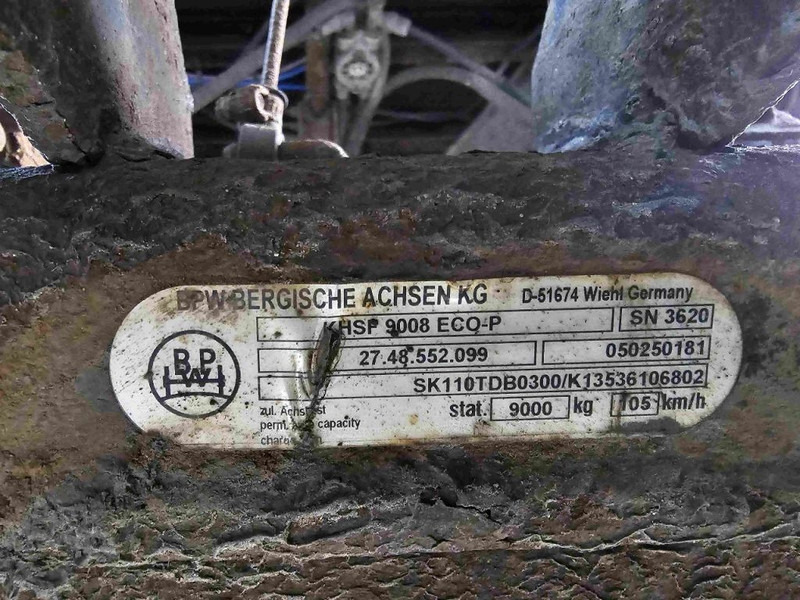 BPW BERGISCHE ACHSEN KG D-51674 Wiehl Germany
KHSF 9008 ECO-P SN 3620
BPW
27.48.552.099 050250181
SK110TDB0300/K13536106802
zul. Achslast
perm. capacity
stat. 9000 kg 105 km/h